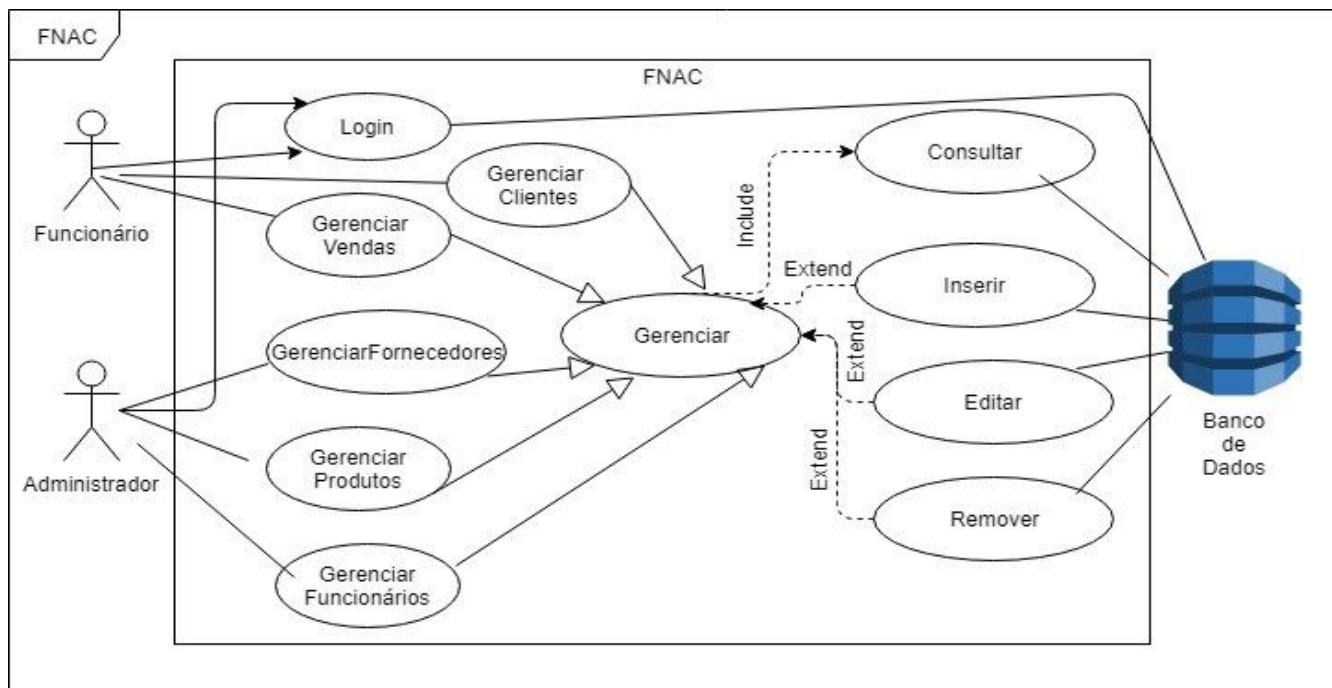 FNAC
FNAC
Login
Consultar
Gerenciar
Clientes
Include
Funcionário
Gerenciar
Vendas
Extend
Inserir
Gerenciar
GerenciarFornecedores
Extend
Editar
Banco
de
Dados
Administrador
Gerenciar
Produtos
Extend
Remover
Gerenciar
Funcionários